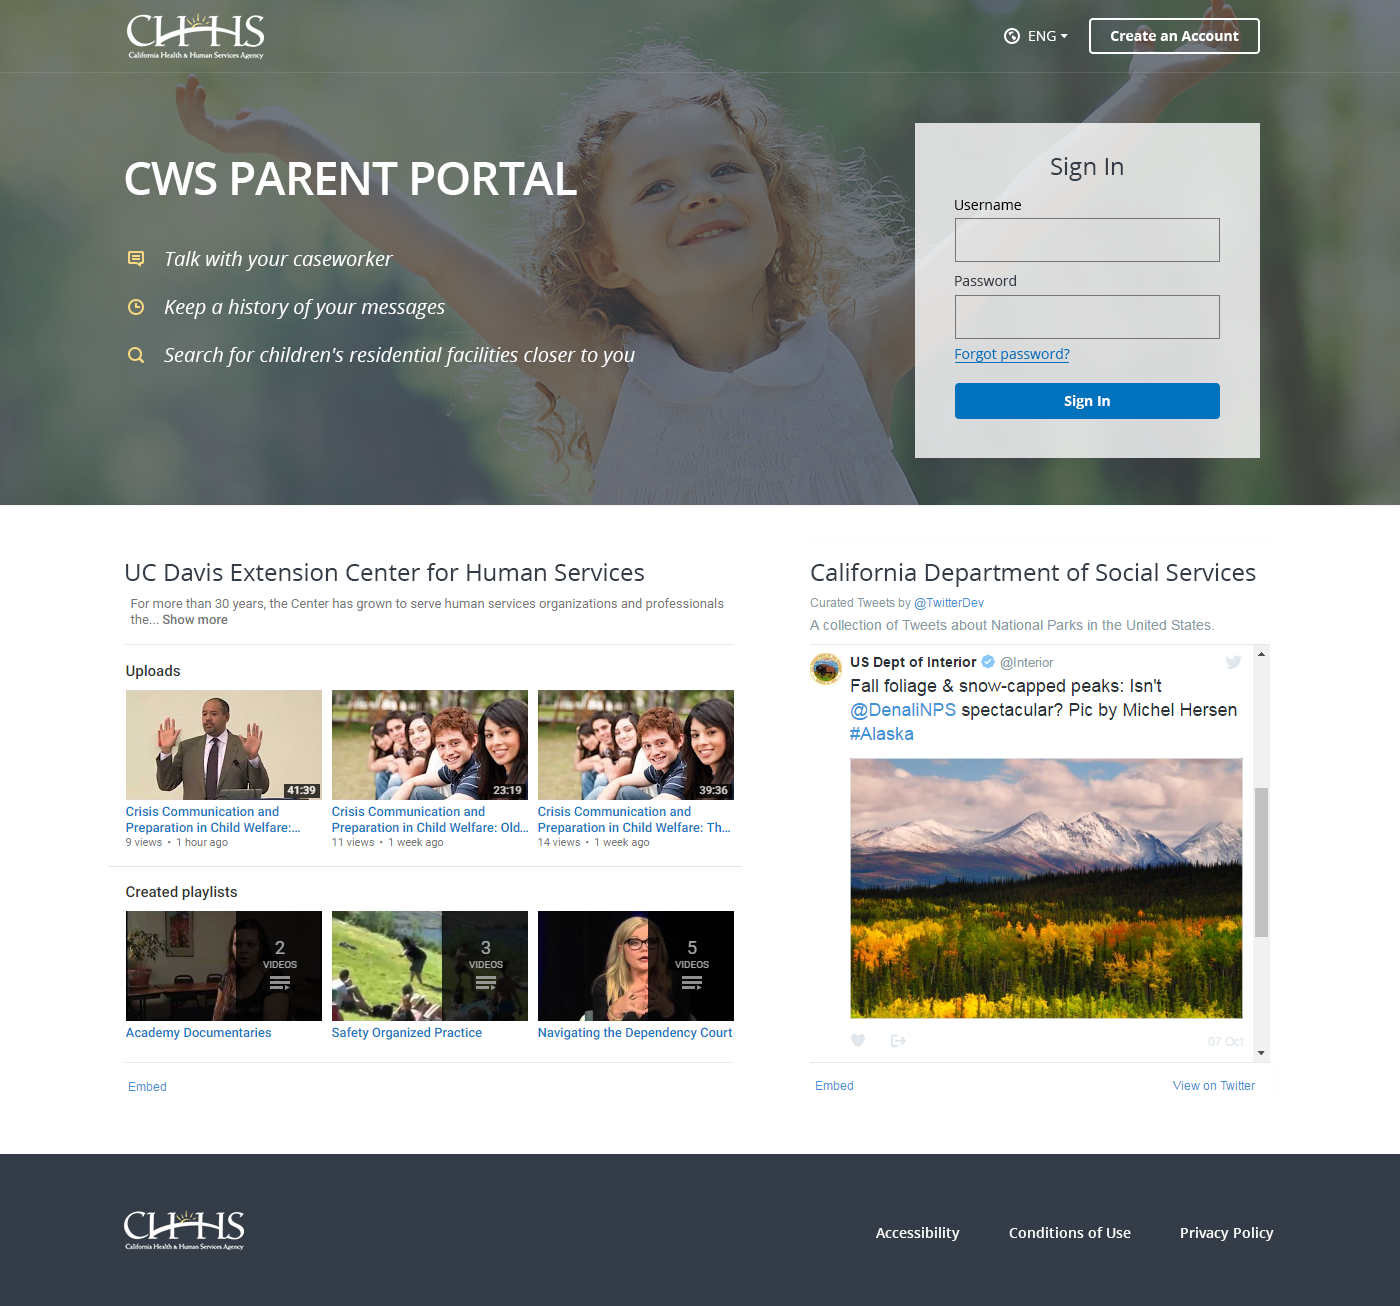 CHHS
California Health & Human Services Agency
ENG
Create an Account
CWS PARENT PORTAL
Talk with your caseworker
Keep a history of your messages
Search for children's residential facilities closer to you
Sign In
Username
Password
Forgot password?
Sign In
UC Davis Extension Center for Human Services
For more than 30 years, the Center has grown to serve human services organizations and professionals
the... Show more
Uploads
41:39
23:19
39:36
Crisis Communication and
Preparation in Child Welfare:...
9 views • 1 hour ago
Crisis Communication and
Preparation in Child Welfare: Old...
11 views • 1 week ago
Crisis Communication and
Preparation in Child Welfare: Th...
14 views • 1 week ago
Created playlists
2
VIDEOS
3
VIDEOS
5
VIDEOS
Academy Documentaries
Safety Organized Practice
Navigating the Dependency Court
Embed
California Department of Social Services
Curated Tweets by @TwitterDev
A collection of Tweets about National Parks in the United States.
US Dept of Interior @Interior
Fall foliage & snow-capped peaks: Isn't
@DenaliNPS spectacular? Pic by Michel Hersen
#Alaska
07 Oct
Embed
View on Twitter
CHHS
California Health & Human Services Agency
Accessibility
Conditions of Use
Privacy Policy